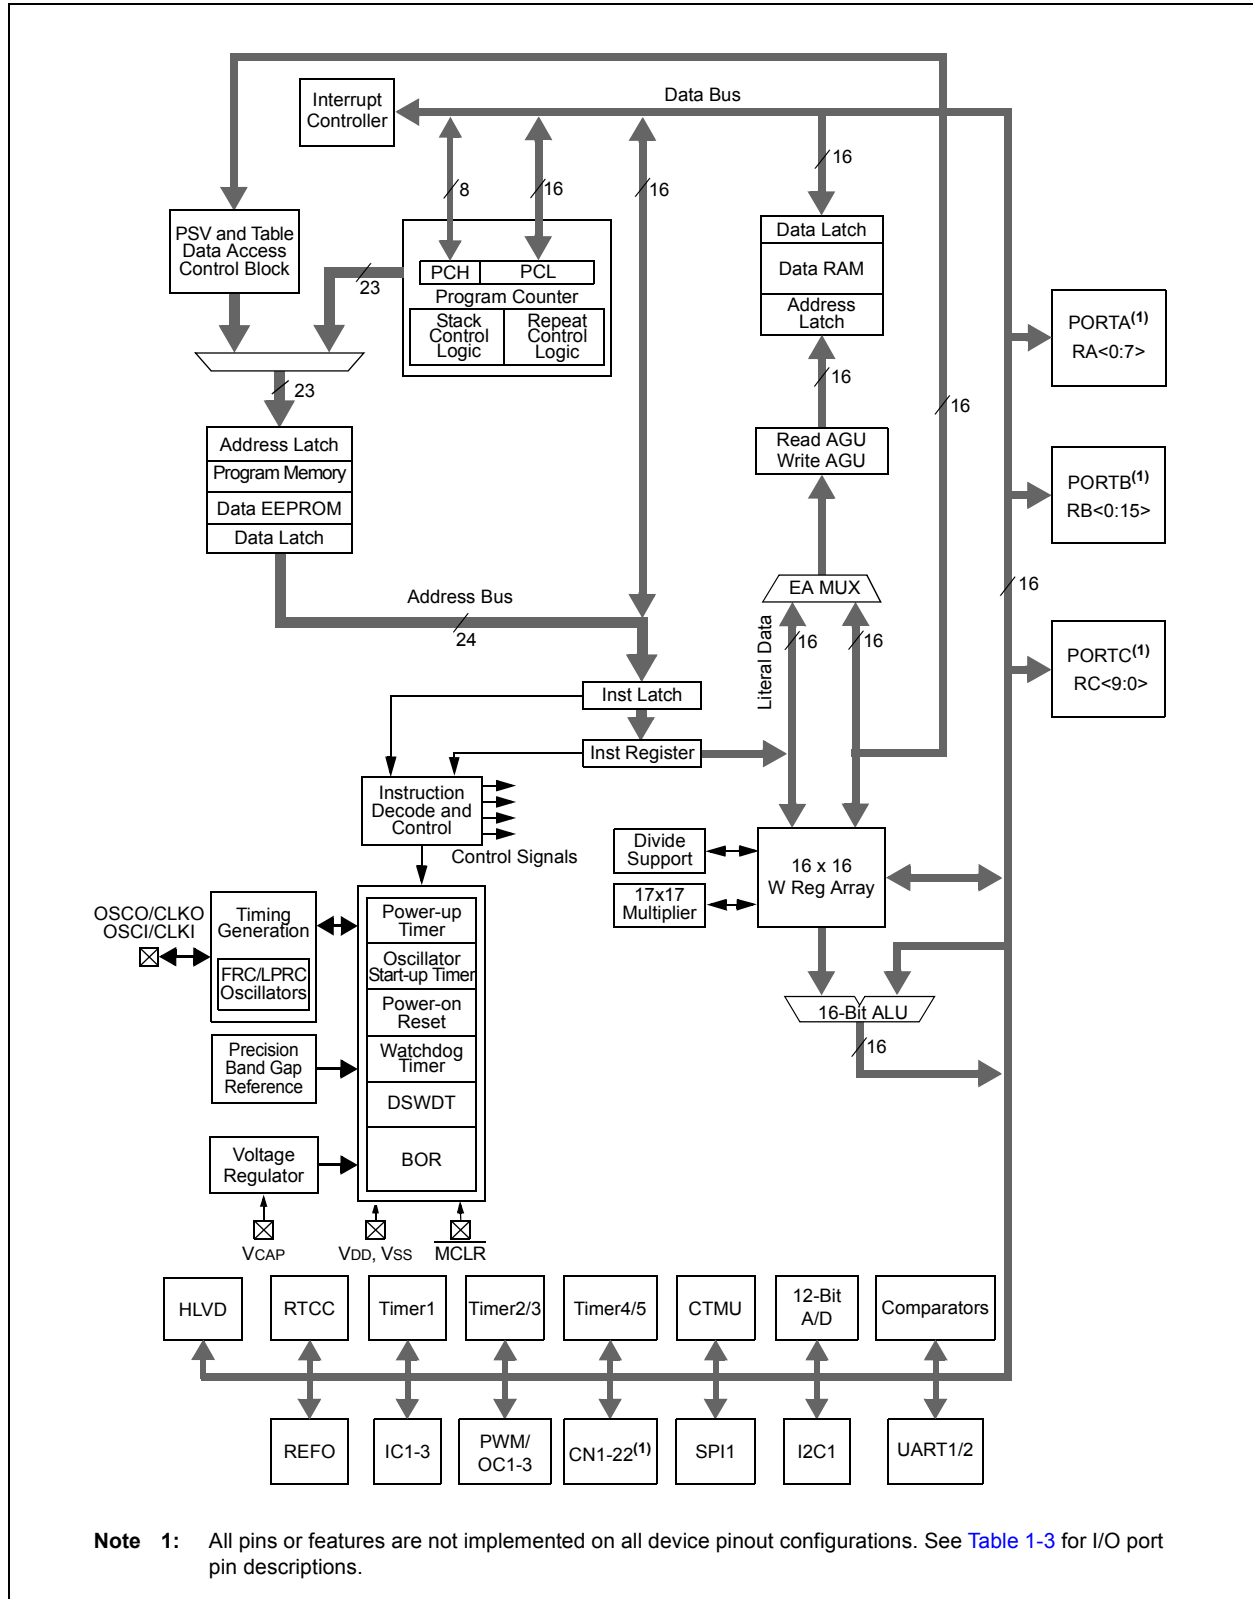 Data Bus
Interrupt
Controller
16
8
16
16
PSV and Table
Data Access
Control Block
Data Latch
Data RAM
Address
Latch
PCH
PCL
23
Program Counter
Stack
Control
Logic
Repeat
Control
Logic
PORTA(1)
RA<0:7>
16
16
23
Address Latch
Program Memory
Data EEPROM
Data Latch
Read AGU
Write AGU
PORTB(1)
RB<0:15>
EA MUX
16
Address Bus
24
Literal Data
16
16
PORTC(1)
RC<9:0>
Inst Latch
Inst Register
Instruction
Decode and
Control
Control Signals
Divide
Support
16 x 16
W Reg Array
17x17
Multiplier
OSCO/CLKO
OSCI/CLKI
Timing
Generation
FRC/LPRC
Oscillators
Power-up
Timer
Oscillator
Start-up Timer
Power-on
Reset
Watchdog
Timer
DSWDT
BOR
16-Bit ALU
16
Precision
Band Gap
Reference
Voltage
Regulator
VCAP
VDD, VSS
MCLR
HLVD
RTCC
Timer1
Timer2/3
Timer4/5
CTMU
12-Bit
A/D
Comparators
REFO
IC1-3
PWM/
OC1-3
CN1-22(1)
SPI1
I2C1
UART1/2
Note 1: All pins or features are not implemented on all device pinout configurations. See Table 1-3 for I/O port
pin descriptions.